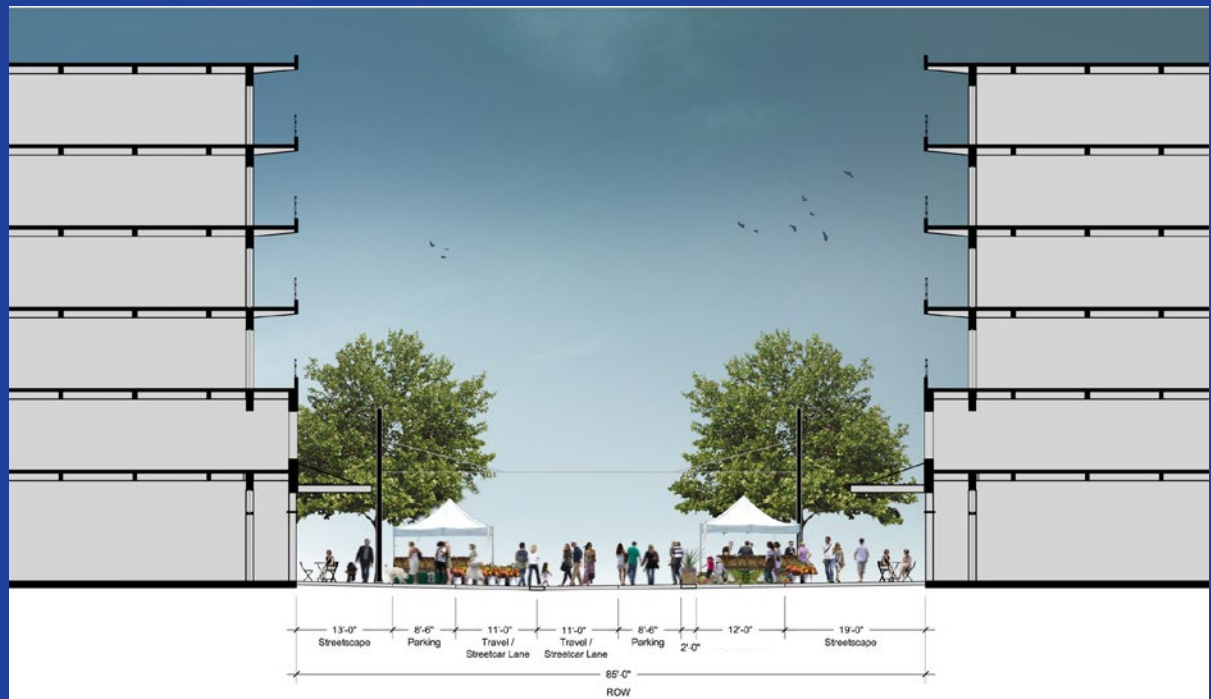 13'-0" 8'-6" 11'-0" 11'-0" 8'-6" 2'-0" 12'-0" 19'-0"
Streetscape Parking Travel / Travel / Parking Streetscape
Streetcar Lane Streetcar Lane
85'-0"
ROW